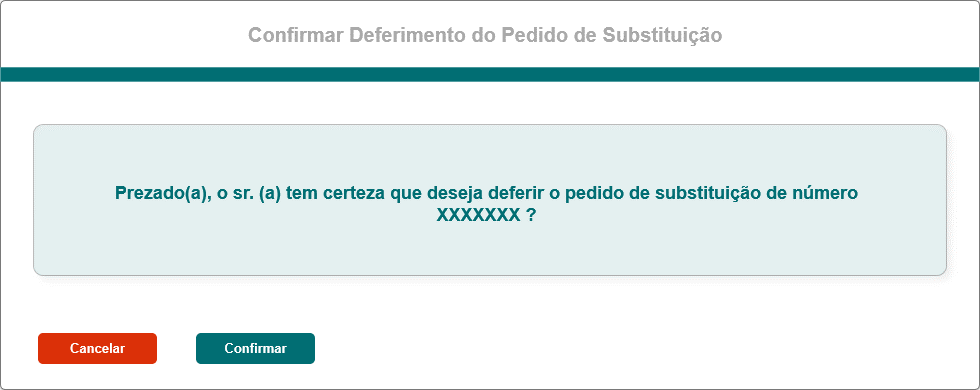 Confirmar Deferimento do Pedido de Substituição
Prezado(a), o sr. (a) tem certeza que deseja deferir o pedido de substituição de número
XXXXXXX ?
Cancelar
Confirmar